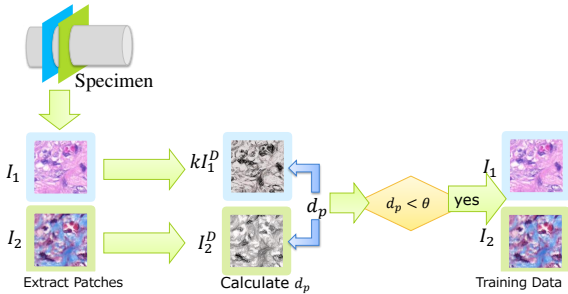 Specimen
I₁
kI₁ᴰ
I₁
dₚ
dₚ < θ
yes
I₂
I₂ᴰ
I₂
Extract Patches
Calculate dₚ
Training Data